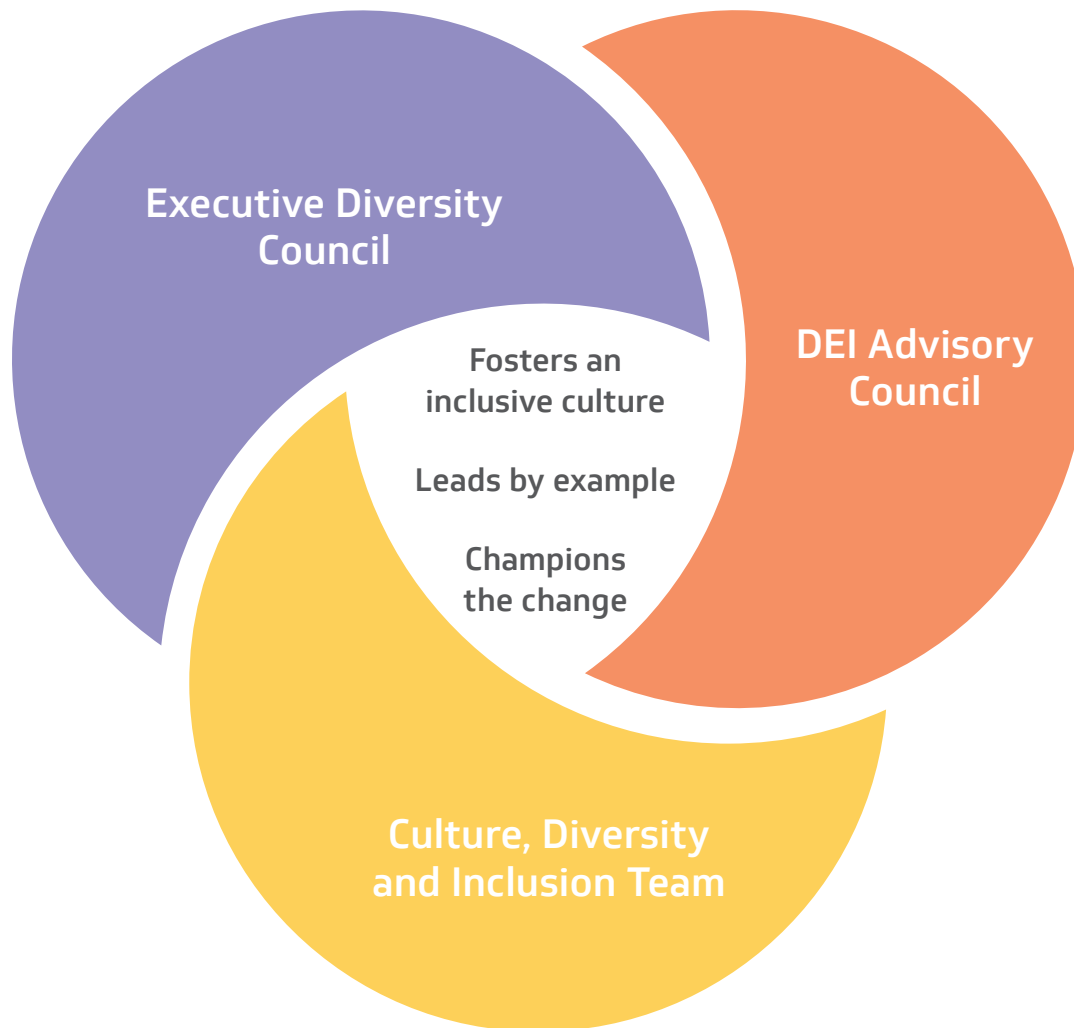 Executive Diversity
Council
DEI Advisory
Council
Fosters an
inclusive culture
Leads by example
Champions
the change
Culture, Diversity
and Inclusion Team